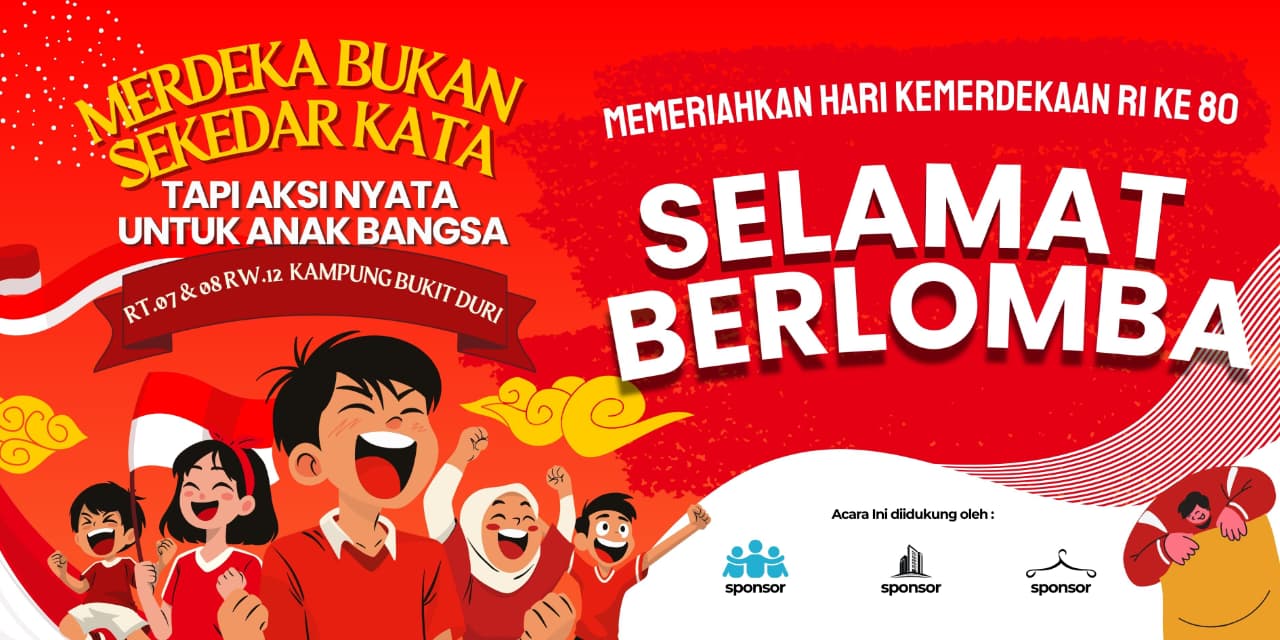 MERDEKA BUKAN
SEKEDAR KATA
TAPI AKSI NYATA
UNTUK ANAK BANGSA
RT.07 & 08 RW.12 KAMPUNG BUKIT DURI
MEMERIAHKAN HARI KEMERDEKAAN RI KE 80
SELAMAT
BERLOMBA
Acara Ini diidukung oleh :
sponsor
sponsor
sponsor